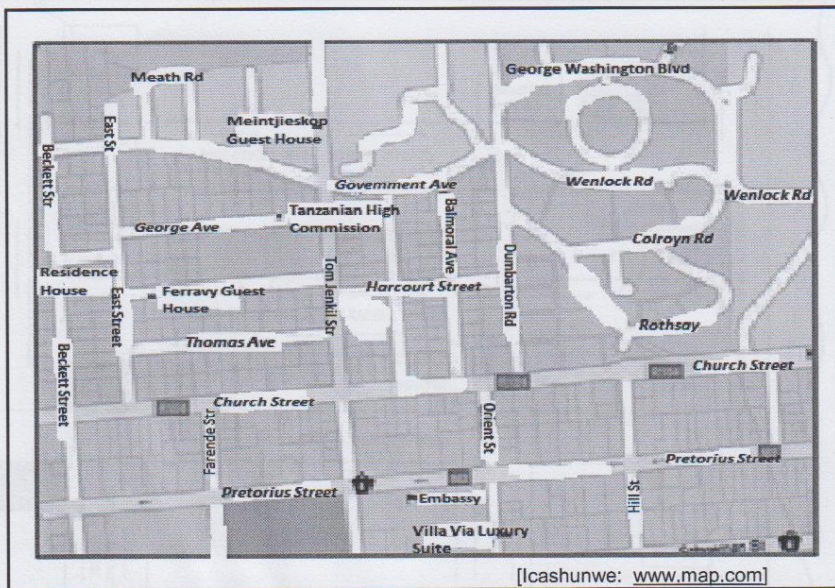 Meath Rd
George Washington Blvd
East St
Meintjieskop
Guest House
Beckett Str
Government Ave
Wenlock Rd
Wenlock Rd
Tanzanian High
Commission
George Ave
Balmoral Ave
Colroyn Rd
Residence
House
Ferravy Guest
House
East Street
Tom Jenkil Str
Harcourt Street
Dumbarton Rd
Rothsay
Thomas Ave
Beckett Street
Church Street
Church Street
Farende Str
Orient St
Pretorius Street
Pretorius Street
Embassy
Hill St
Villa Via Luxury
Suite
[Icashunwe: www.map.com]